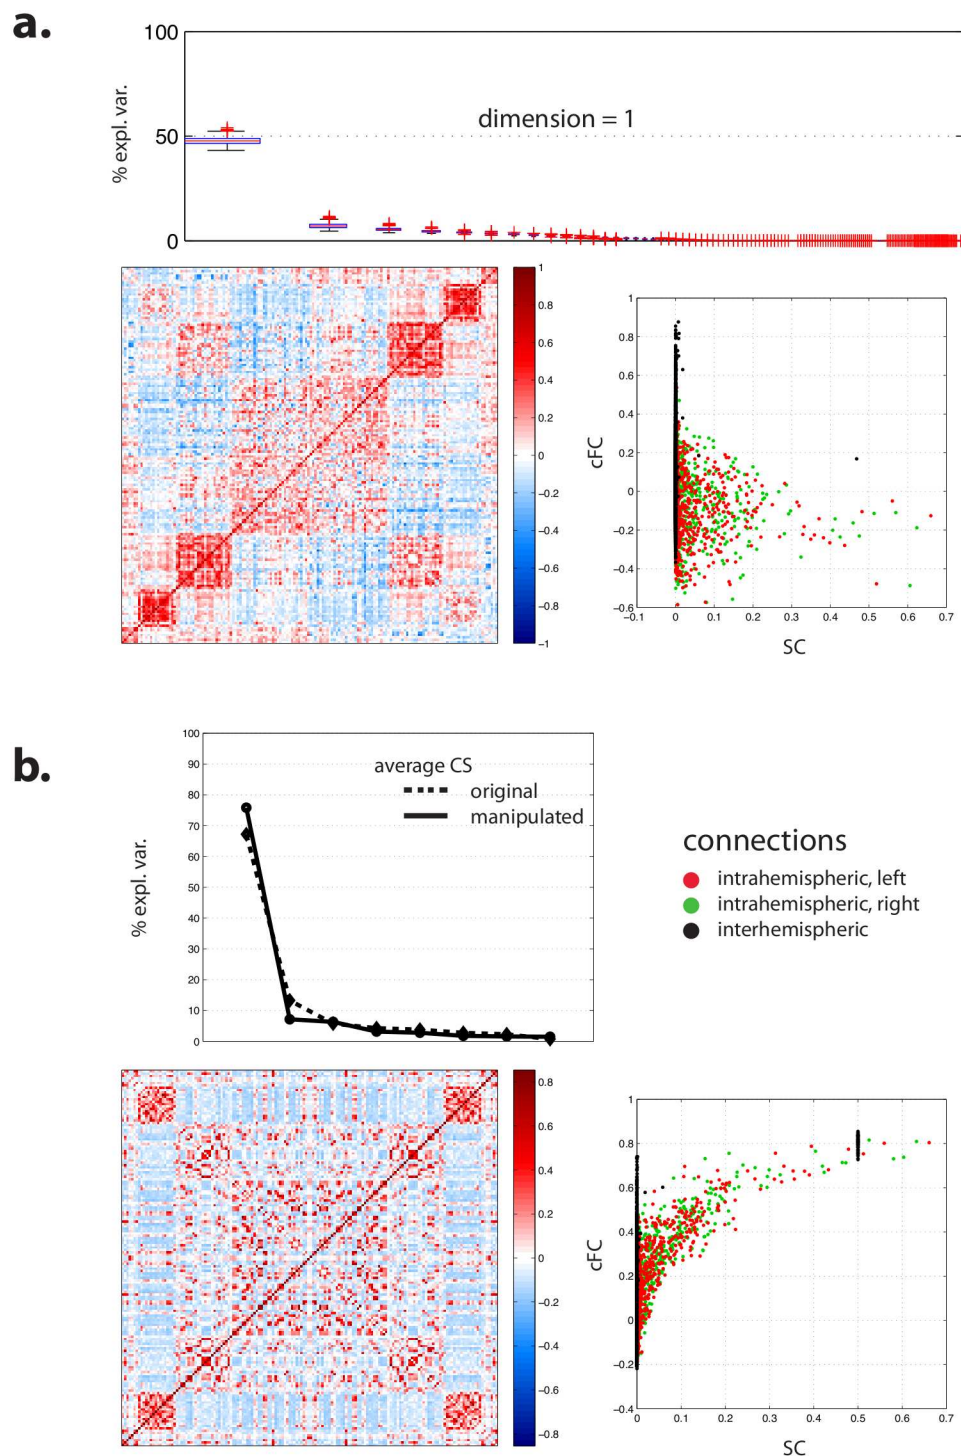 a.
100
50
0
% expl. var.
dimension = 1
1
0.8
0.6
0.4
0.2
0
−0.2
−0.4
−0.6
−0.8
−1
1
0.8
0.6
0.4
0.2
0
−0.2
−0.4
−0.6
cFC
−0.1 0 0.1 0.2 0.3 0.4 0.5 0.6 0.7
SC
b.
100
90
80
70
60
50
40
30
20
10
0
% expl. var.
average CS
original
manipulated
connections
intrahemispheric, left
intrahemispheric, right
interhemispheric
0.8
0.6
0.4
0.2
0
−0.2
−0.4
−0.6
−0.8
1
0.8
0.6
0.4
0.2
0
−0.2
−0.4
cFC
0 0.1 0.2 0.3 0.4 0.5 0.6 0.7
SC